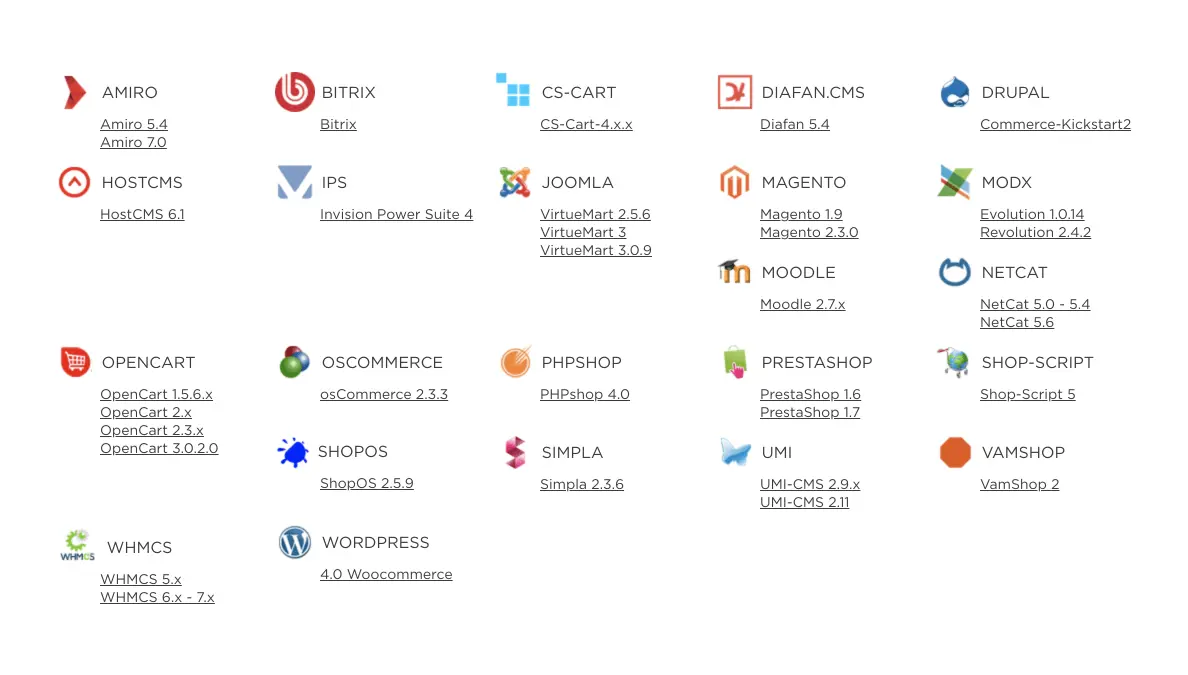 AMIRO
Amiro 5.4
Amiro 7.0
BITRIX
Bitrix
CS-CART
CS-Cart-4.x.x
DIAFAN.CMS
Diafan 5.4
DRUPAL
Commerce-Kickstart2
HOSTCMS
HostCMS 6.1
IPS
Invision Power Suite 4
JOOMLA
VirtueMart 2.5.6
VirtueMart 3
VirtueMart 3.0.9
MAGENTO
Magento 1.9
Magento 2.3.0
MODX
Evolution 1.0.14
Revolution 2.4.2
MOODLE
Moodle 2.7.x
NETCAT
NetCat 5.0 - 5.4
NetCat 5.6
OPENCART
OpenCart 1.5.6.x
OpenCart 2.x
OpenCart 2.3.x
OpenCart 3.0.2.0
OSCOMMERCE
osCommerce 2.3.3
PHPSHOP
PHPshop 4.0
PRESTASHOP
PrestaShop 1.6
PrestaShop 1.7
SHOP-SCRIPT
Shop-Script 5
SHOPOS
ShopOS 2.5.9
SIMPLA
Simpla 2.3.6
UMI
UMI-CMS 2.9.x
UMI-CMS 2.11
VAMSHOP
VamShop 2
WHMCS
WHMCS
WHMCS 5.x
WHMCS 6.x - 7.x
WORDPRESS
4.0 Woocommerce